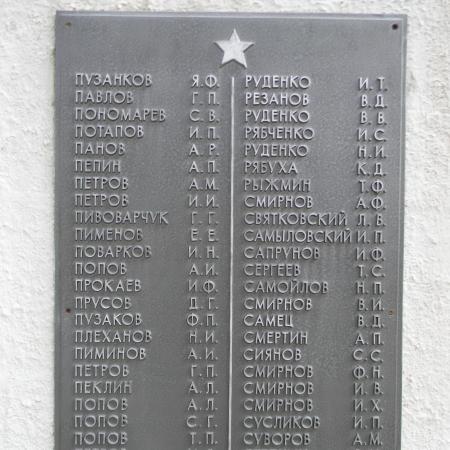 ПУЗАНКОВ Я.Ф.
ПАВЛОВ Г.П.
ПОНОМАРЕВ С.В.
ПОТАПОВ И.П.
ПАНОВ А.Р.
ПЕПИН А.П.
ПЕТРОВ А.М.
ПЕТРОВ И.И.
ПИВОВАРЧУК Г.Г.
ПИМЕНОВ Е.Е.
ПОВАРКОВ И.Н.
ПОПОВ А.И.
ПРОКАЕВ И.Ф.
ПРУСОВ Д.Г.
ПУЗАКОВ Ф.П.
ПЛЕХАНОВ Н.И.
ПИМИНОВ А.И.
ПЕТРОВ Г.П.
ПЕКЛИН А.Л.
ПОПОВ А.Л.
ПОПОВ С.Г.
ПОПОВ Т.П.
РУДЕНКО И.Т.
РЕЗАНОВ В.Д.
РУДЕНКО В.В.
РЯБЧЕНКО И.С.
РУДЕНКО Н.И.
РЯБУХА К.Д.
РЫЖМИН Т.Ф.
СМИРНОВ А.Ф.
СВЯТКОВСКИЙ Л.В.
САМЫЛОВСКИЙ И.П.
САПРУНОВ И.Ф.
СЕРГЕЕВ Т.С.
САМОЙЛОВ Н.П.
СМИРНОВ В.И.
САМЕЦ В.Д.
СМЕРТИН А.П.
СИЯНОВ С.С.
СМИРНОВ Ф.Н.
СМИРНОВ И.В.
СМИРНОВ И.Х.
СУСЛИКОВ И.П.
СУВОРОВ А.М.